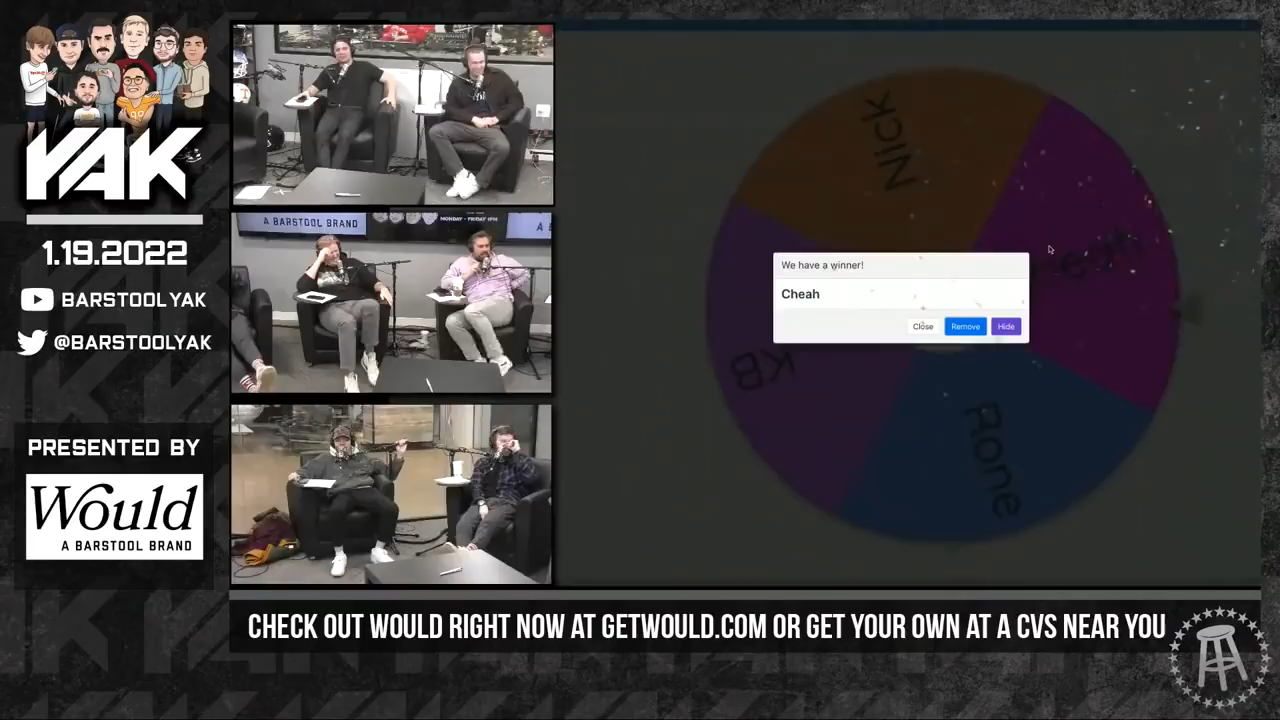 YAK
1.19.2022
BARSTOOLYAK
@BARSTOOLYAK
PRESENTED BY
Would
A BARSTOOL BRAND
A BARSTOOL BRAND
MONDAY - FRIDAY 1PM
Nick
KB
Rone
We have a winner!
Cheah
Close
Remove
Hide
CHECK OUT WOULD RIGHT NOW AT GETWOULD.COM OR GET YOUR OWN AT A CVS NEAR YOU